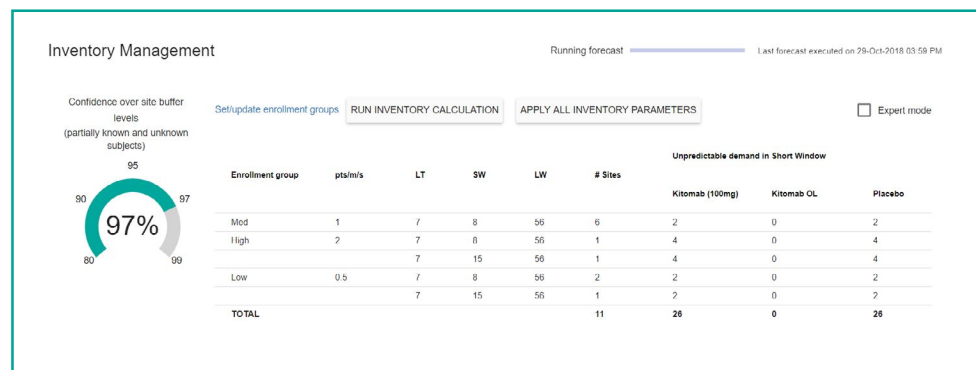 Inventory Management
Running forecast
Last forecast executed on 29-Oct-2018 03:59 PM
Confidence over site buffer
levels
(partially known and unknown
subjects)
80
90
95
97
99
97%
Set/update enrollment groups
RUN INVENTORY CALCULATION
APPLY ALL INVENTORY PARAMETERS
Expert mode
Unpredictable demand in Short Window
Enrollment group pts/m/s LT SW LW # Sites
Kitomab (100mg) Kitomab OL Placebo
Med 1 7 8 56 6 2 0 2
High 2 7 8 56 1 4 0 4
7 15 56 1 4 0 4
Low 0.5 7 8 56 2 2 0 2
7 15 56 1 2 0 2
TOTAL 11 26 0 26